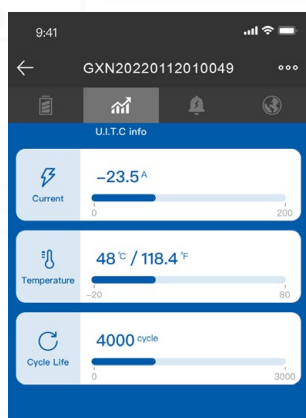 9:41
GXN20220112010049
U.I.T.C info
−23.5 A
Current
0 200
48 ℃ / 118.4 ℉
Temperature
−20 80
4000 cycle
Cycle Life
0 3000